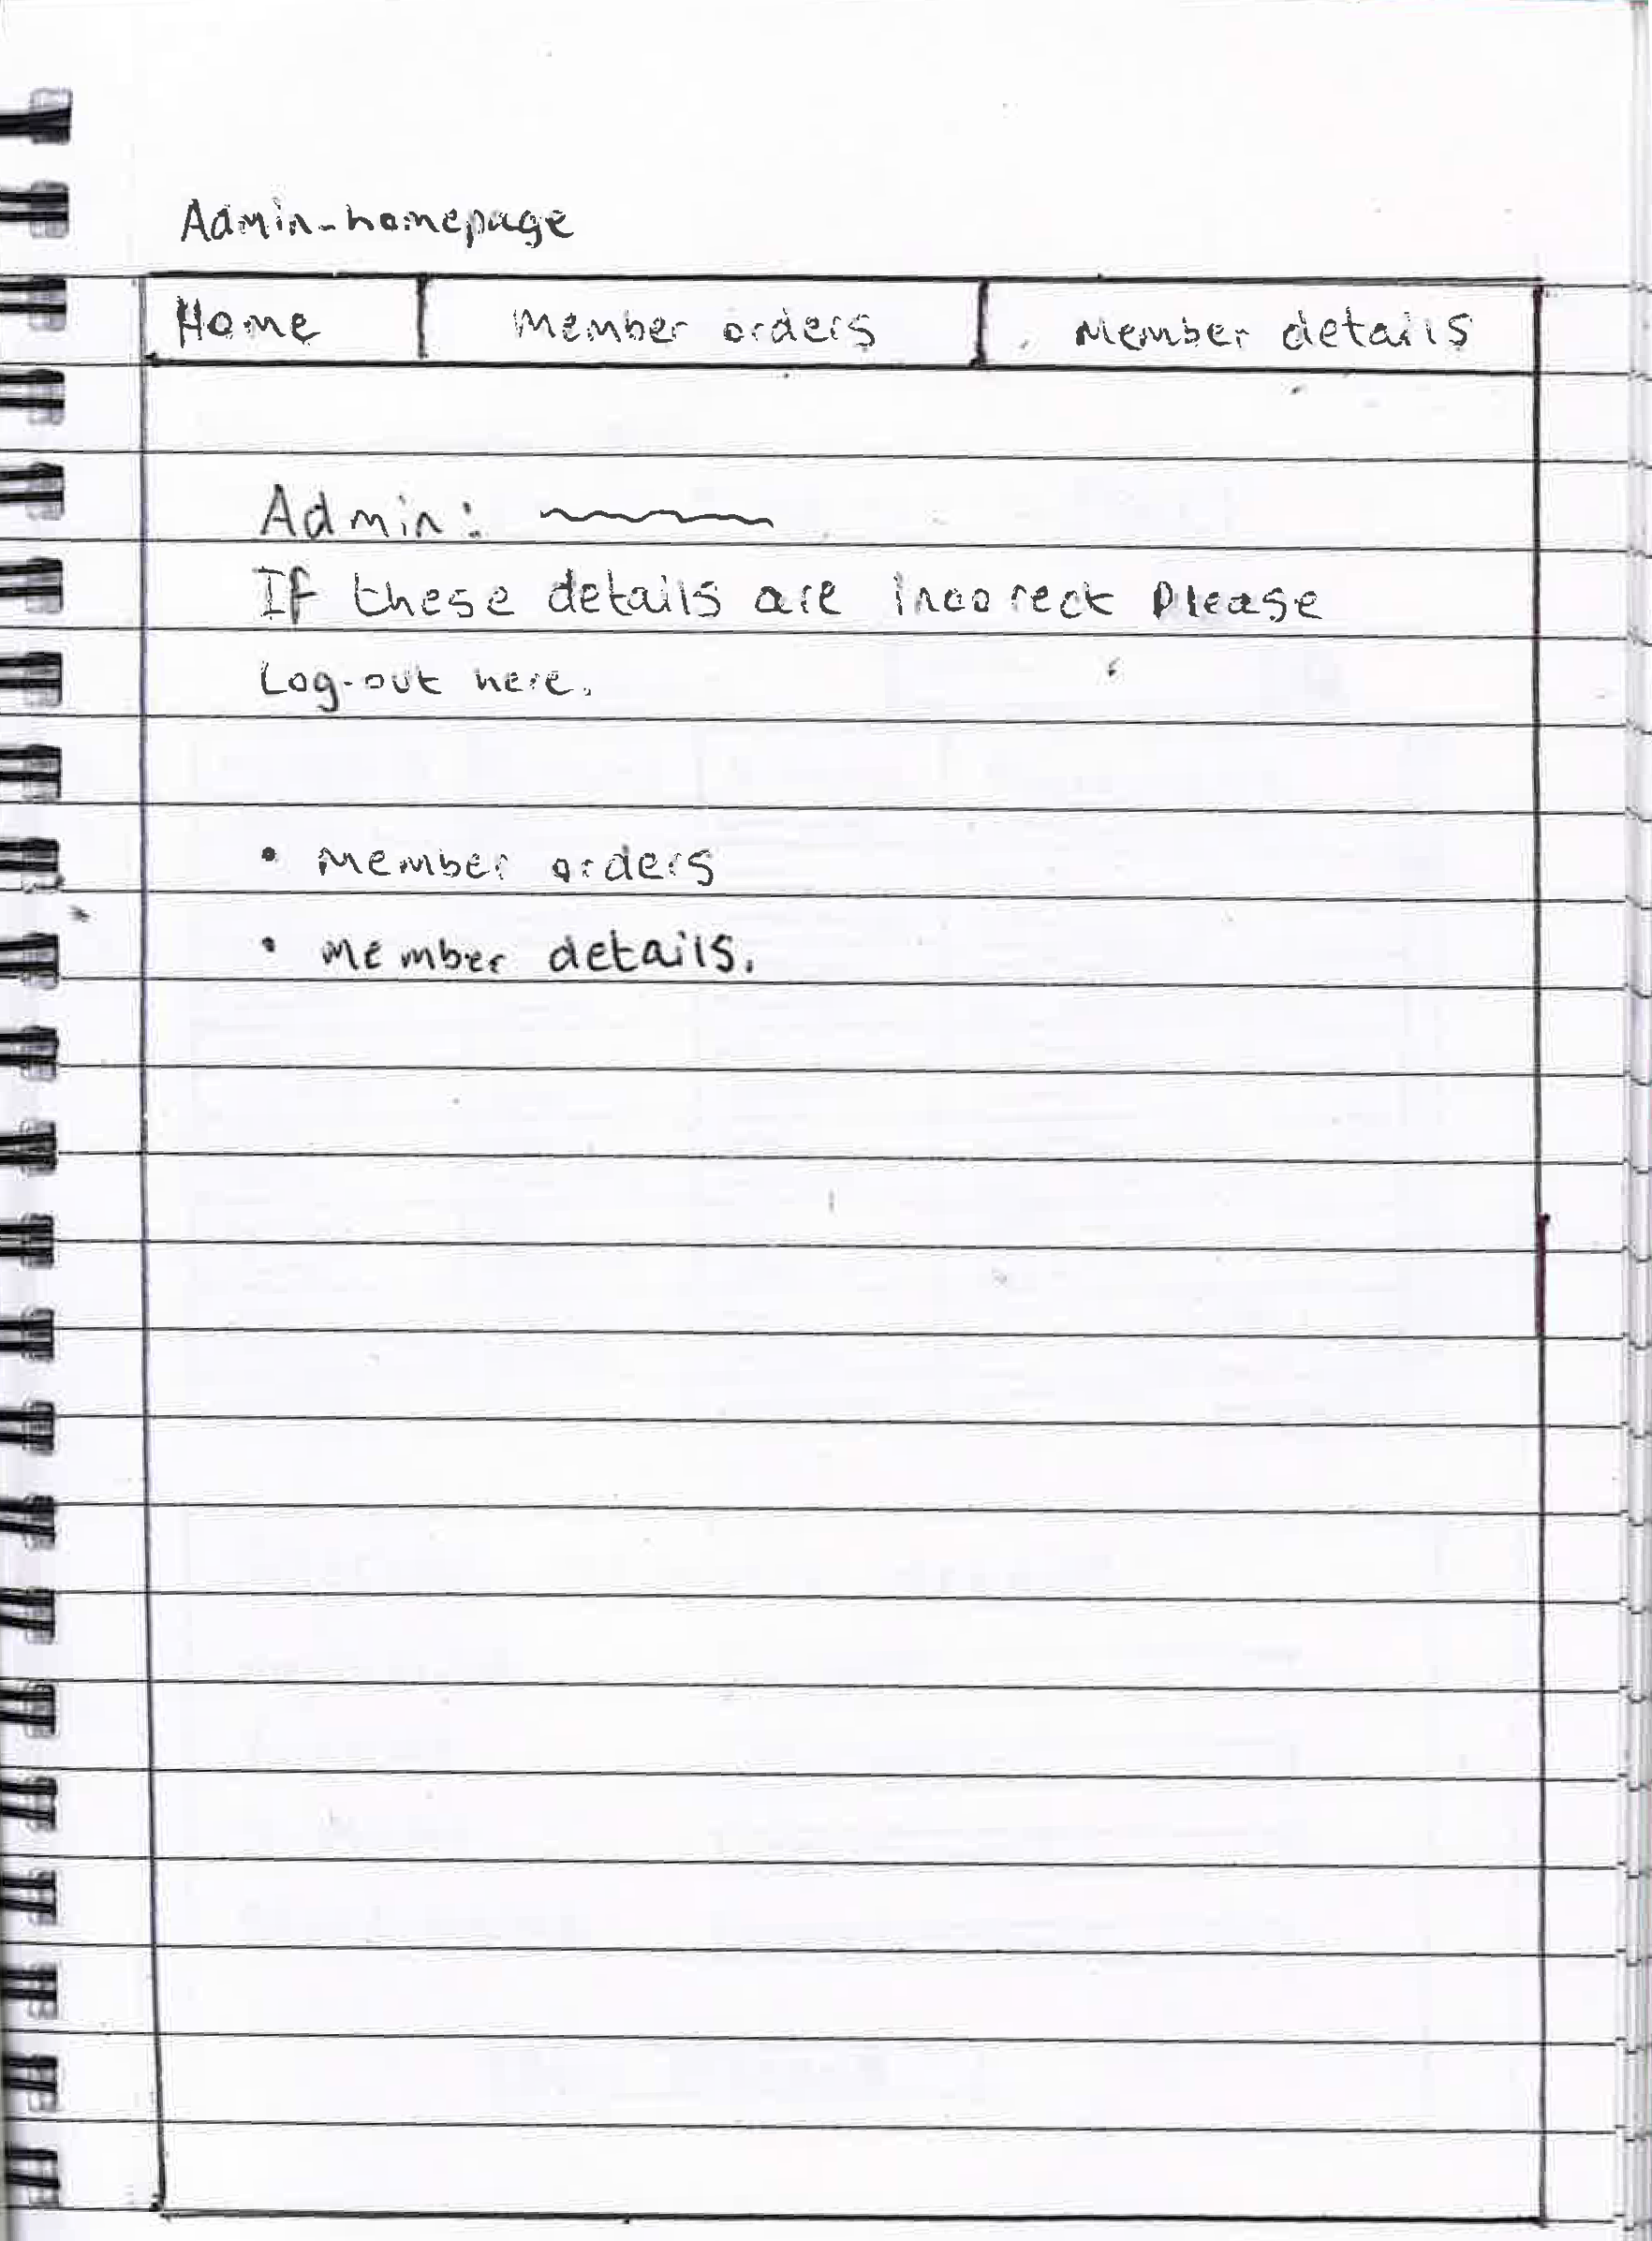 Admin-homepage
Home Member orders Member details
Admin:
If these details are incoreck Please
Log-out here.
• Member orders
• Member details.